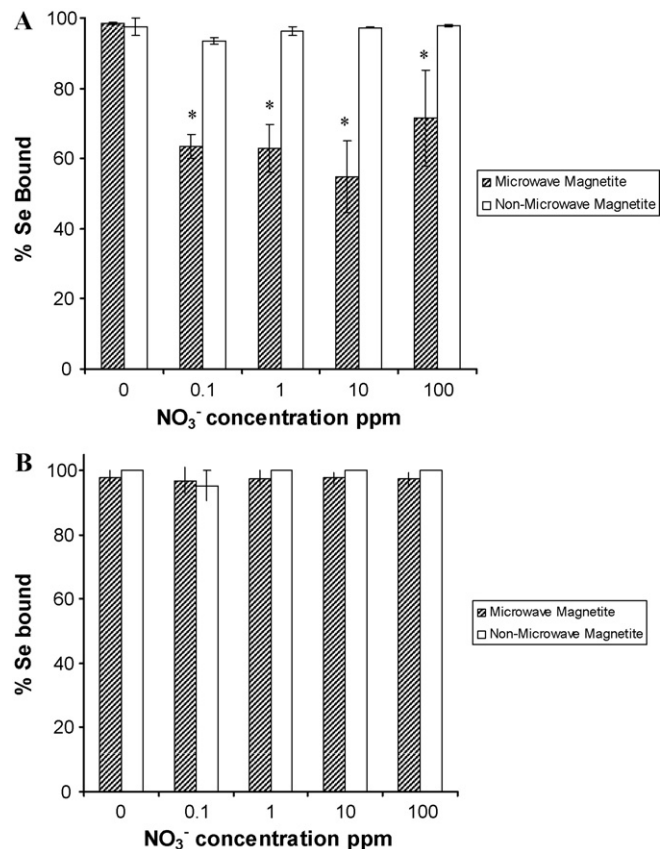 A
100
80
60
40
20
0
% Se Bound
* * * *
0 0.1 1 10 100
NO₃⁻ concentration ppm
Microwave Magnetite
Non-Microwave Magnetite
B
100
80
60
40
20
0
% Se bound
0 0.1 1 10 100
NO₃⁻ concentration ppm
Microwave Magnetite
Non-Microwave Magnetite